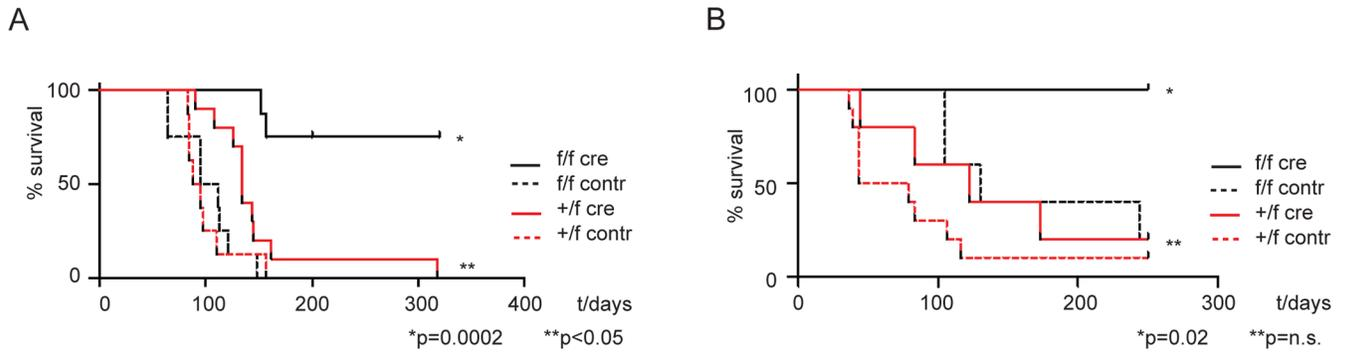 A
% survival
100
50
0
0 100 200 300 400 t/days
*
**
f/f cre
f/f contr
+/f cre
+/f contr
*p=0.0002 **p<0.05
B
% survival
100
50
0
0 100 200 300 t/days
*
**
f/f cre
f/f contr
+/f cre
+/f contr
*p=0.02 **p=n.s.